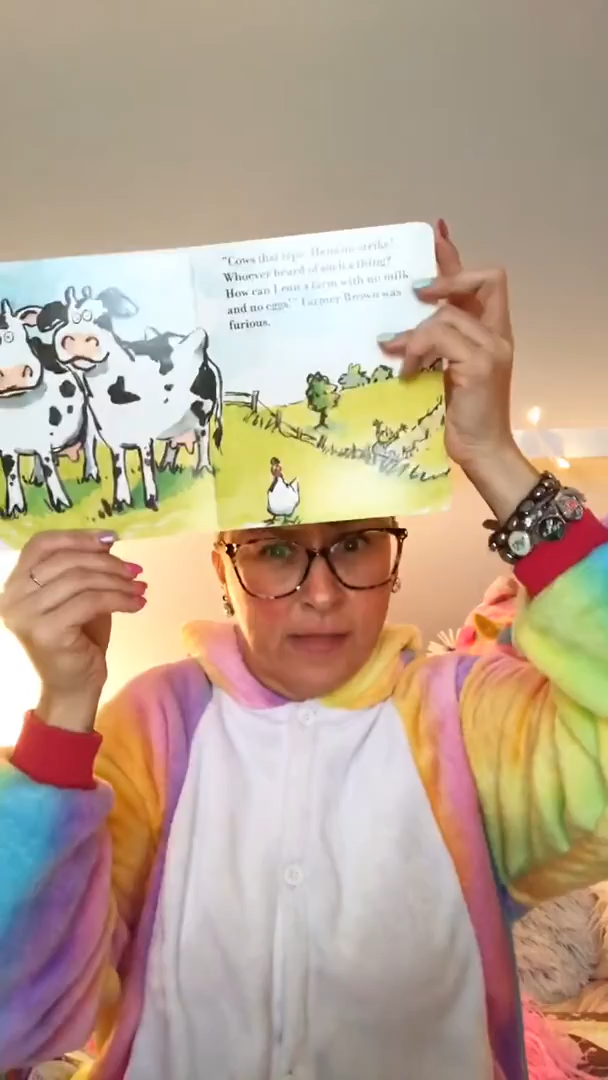 "Cows that type. Hens on strike!
Whoever heard of such a thing?
How can I run a farm with no milk
and no eggs!" Farmer Brown was
furious.